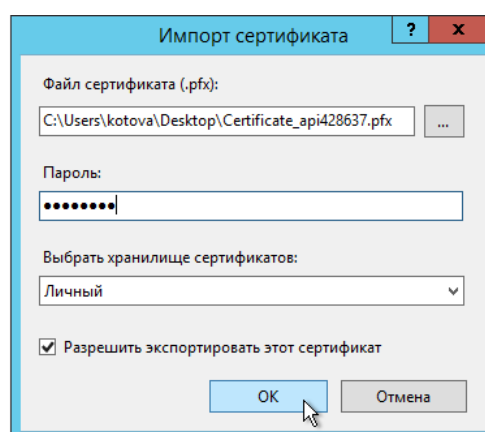 Импорт сертификата
?
x
Файл сертификата (.pfx):
C:\Users\kotova\Desktop\Certificate_api428637.pfx
...
Пароль:
••••••••
Выбрать хранилище сертификатов:
Личный
Разрешить экспортировать этот сертификат
OK
Отмена